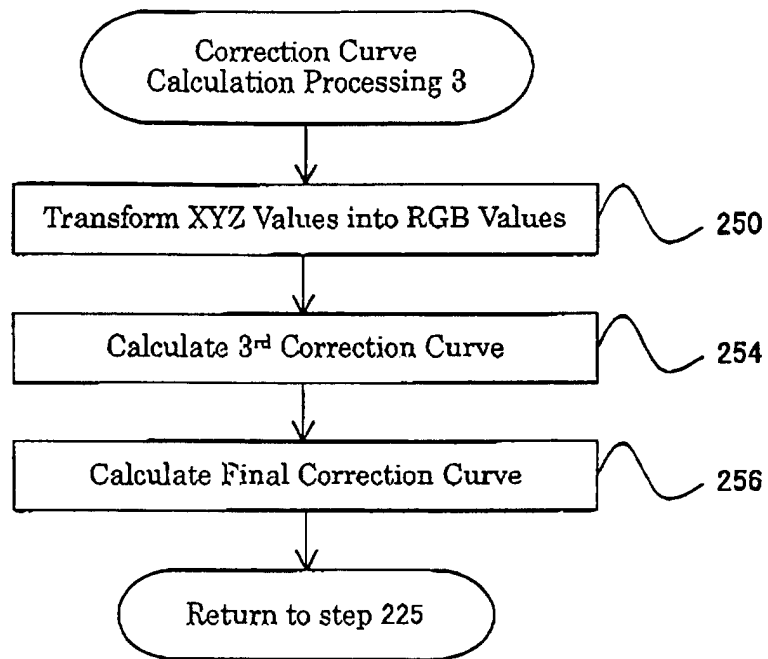 Correction Curve
Calculation Processing 3
Transform XYZ Values into RGB Values
250
Calculate 3rd Correction Curve
254
Calculate Final Correction Curve
256
Return to step 225